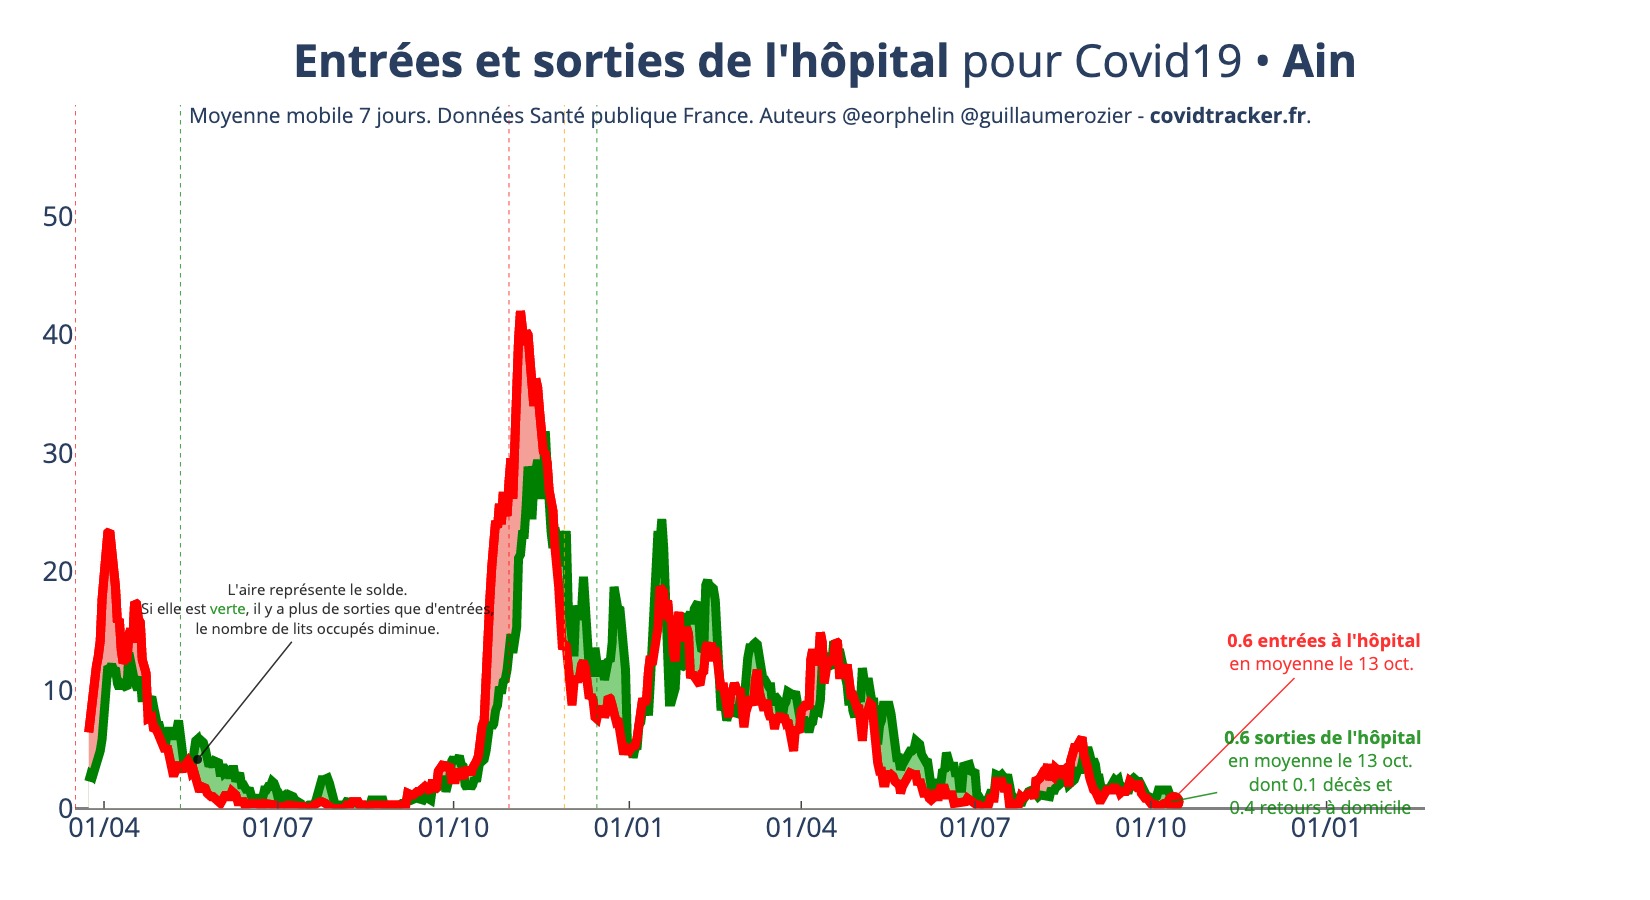 Entrées et sorties de l'hôpital pour Covid19 • Ain
Moyenne mobile 7 jours. Données Santé publique France. Auteurs @eorphelin @guillaumerozier - covidtracker.fr.
50
40
30
20
10
0
L'aire représente le solde.
Si elle est verte, il y a plus de sorties que d'entrées,
le nombre de lits occupés diminue.
0.6 entrées à l'hôpital
en moyenne le 13 oct.
0.6 sorties de l'hôpital
en moyenne le 13 oct.
dont 0.1 décès et
0.4 retours à domicile
01/04 01/07 01/10 01/01 01/04 01/07 01/10 01/01